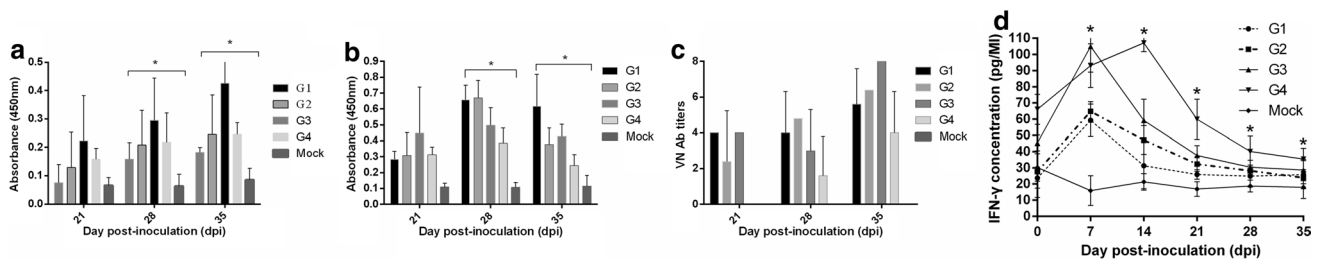 a
Absorbance (450nm)
0.5
0.4
0.3
0.2
0.1
0.0
*
*
21
28
35
Day post-inoculation (dpi)
G1
G2
G3
G4
Mock
b
Absorbance (450nm)
0.9
0.8
0.7
0.6
0.5
0.4
0.3
0.2
0.1
0.0
*
*
21
28
35
Day post-inoculation (dpi)
G1
G2
G3
G4
Mock
c
VN Ab titers
8
6
4
2
0
21
28
35
Day post-inoculation (dpi)
G1
G2
G3
G4
Mock
d
IFN-γ concentration (pg/Ml)
110
100
90
80
70
60
50
40
30
20
10
0
*
*
*
*
*
0
7
14
21
28
35
Day post-inoculation (dpi)
G1
G2
G3
G4
Mock